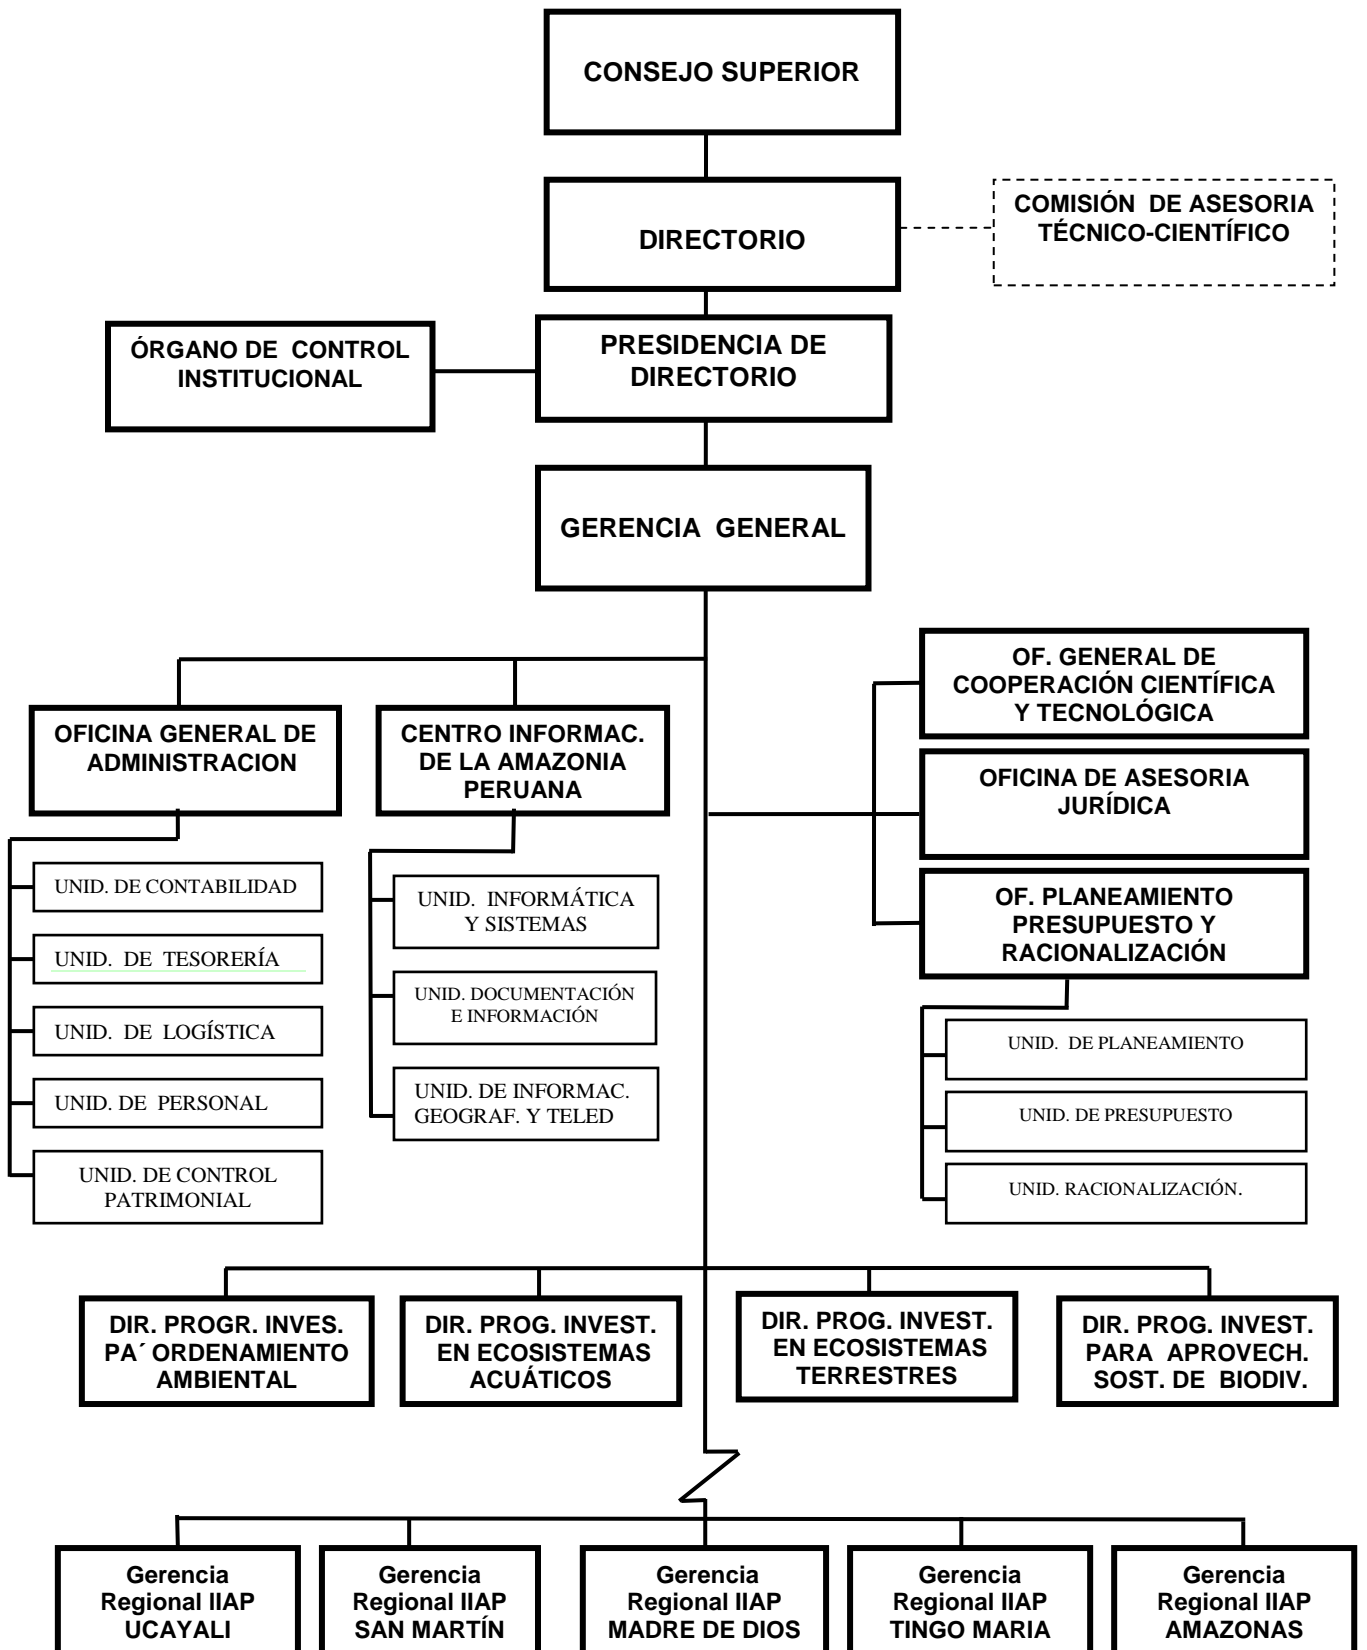 CONSEJO SUPERIOR
DIRECTORIO
COMISIÓN DE ASESORIA
TÉCNICO-CIENTÍFICO
ÓRGANO DE CONTROL
INSTITUCIONAL
PRESIDENCIA DE
DIRECTORIO
GERENCIA GENERAL
OF. GENERAL DE
COOPERACIÓN CIENTÍFICA
Y TECNOLÓGICA
OFICINA GENERAL DE
ADMINISTRACION
CENTRO INFORMAC.
DE LA AMAZONIA
PERUANA
OFICINA DE ASESORIA
JURÍDICA
OF. PLANEAMIENTO
PRESUPUESTO Y
RACIONALIZACIÓN
UNID. DE CONTABILIDAD
UNID. DE TESORERÍA
UNID. DE LOGÍSTICA
UNID. DE PERSONAL
UNID. DE CONTROL
PATRIMONIAL
UNID. INFORMÁTICA
Y SISTEMAS
UNID. DOCUMENTACIÓN
E INFORMACIÓN
UNID. DE INFORMAC.
GEOGRAF. Y TELED
UNID. DE PLANEAMIENTO
UNID. DE PRESUPUESTO
UNID. RACIONALIZACIÓN.
DIR. PROGR. INVES.
PA´ ORDENAMIENTO
AMBIENTAL
DIR. PROG. INVEST.
EN ECOSISTEMAS
ACUÁTICOS
DIR. PROG. INVEST.
EN ECOSISTEMAS
TERRESTRES
DIR. PROG. INVEST.
PARA APROVECH.
SOST. DE BIODIV.
Gerencia
Regional IIAP
UCAYALI
Gerencia
Regional IIAP
SAN MARTÍN
Gerencia
Regional IIAP
MADRE DE DIOS
Gerencia
Regional IIAP
TINGO MARIA
Gerencia
Regional IIAP
AMAZONAS